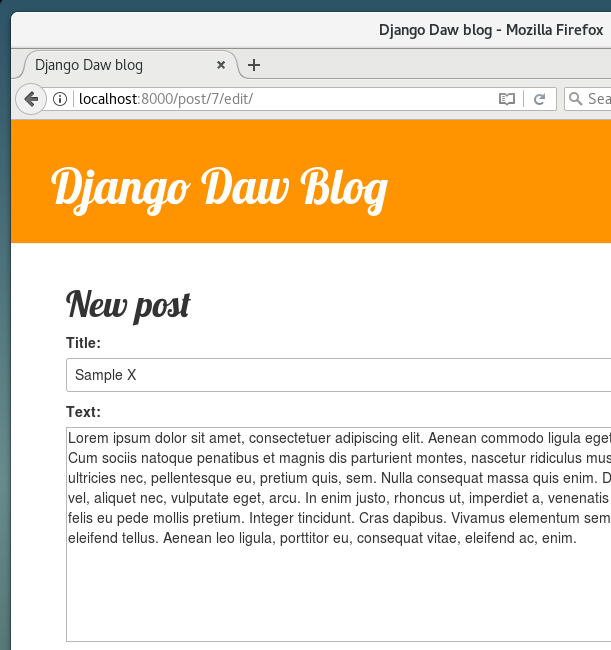 Django Daw blog - Mozilla Firefox
Django Daw blog
localhost:8000/post/7/edit/
Sea
Django Daw Blog
New post
Title:
Sample X
Text:
Lorem ipsum dolor sit amet, consectetuer adipiscing elit. Aenean commodo ligula eget
Cum sociis natoque penatibus et magnis dis parturient montes, nascetur ridiculus mus
ultricies nec, pellentesque eu, pretium quis, sem. Nulla consequat massa quis enim. D
vel, aliquet nec, vulputate eget, arcu. In enim justo, rhoncus ut, imperdiet a, venenatis
felis eu pede mollis pretium. Integer tincidunt. Cras dapibus. Vivamus elementum sem
eleifend tellus. Aenean leo ligula, porttitor eu, consequat vitae, eleifend ac, enim.